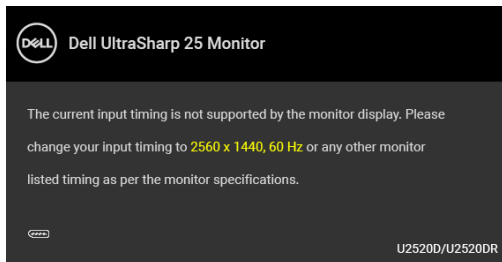 DELL
Dell UltraSharp 25 Monitor
The current input timing is not supported by the monitor display. Please
change your input timing to 2560 x 1440, 60 Hz or any other monitor
listed timing as per the monitor specifications.
U2520D/U2520DR